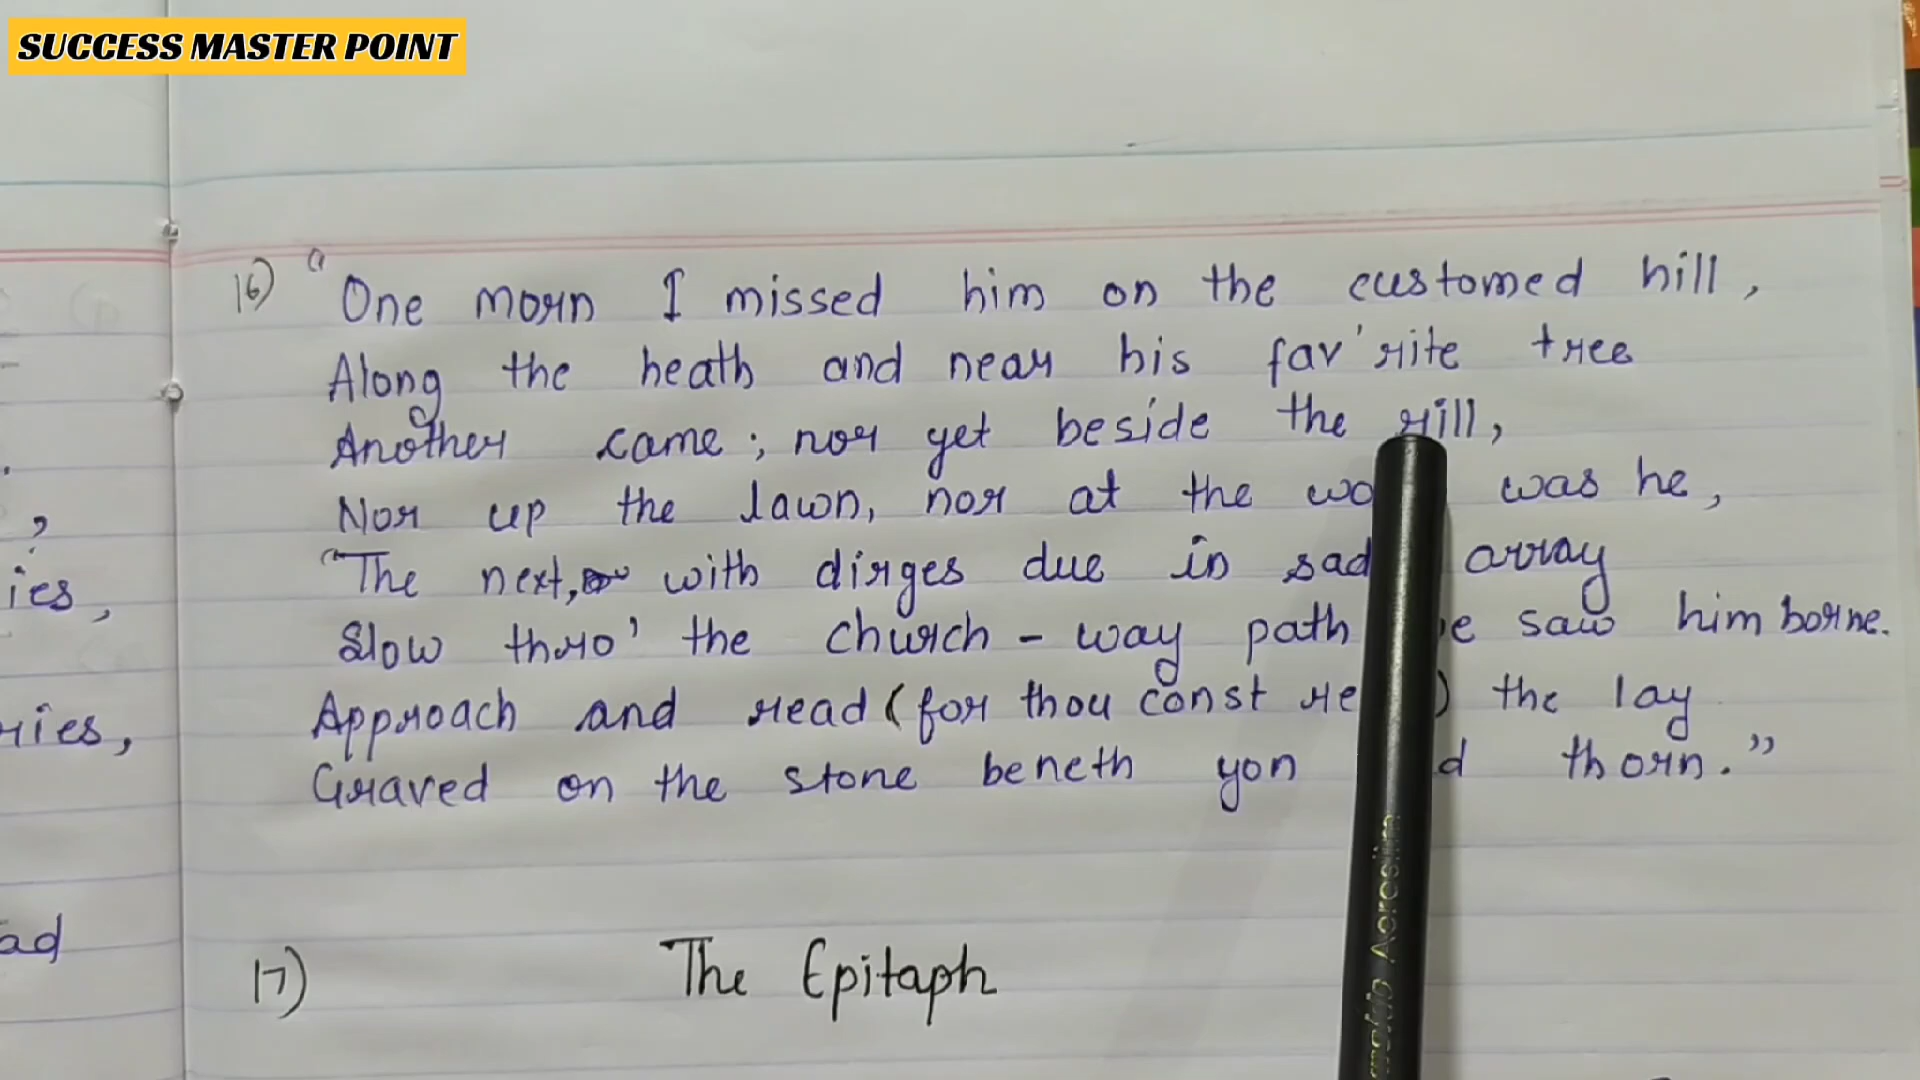 SUCCESS MASTER POINT
16) "One morn I missed him on the customed hill,
Along the heath and near his fav'rite tree
Another came; nor yet beside the rill,
Nor up the lawn, nor at the was he,
"The next, with dirges due in sad array
Slow thro' the church-way path saw him borne.
Approach and read (for thou const the lay
Graved on the stone beneth yon thorn."
17) The Epitaph
ies,
ries,
ad